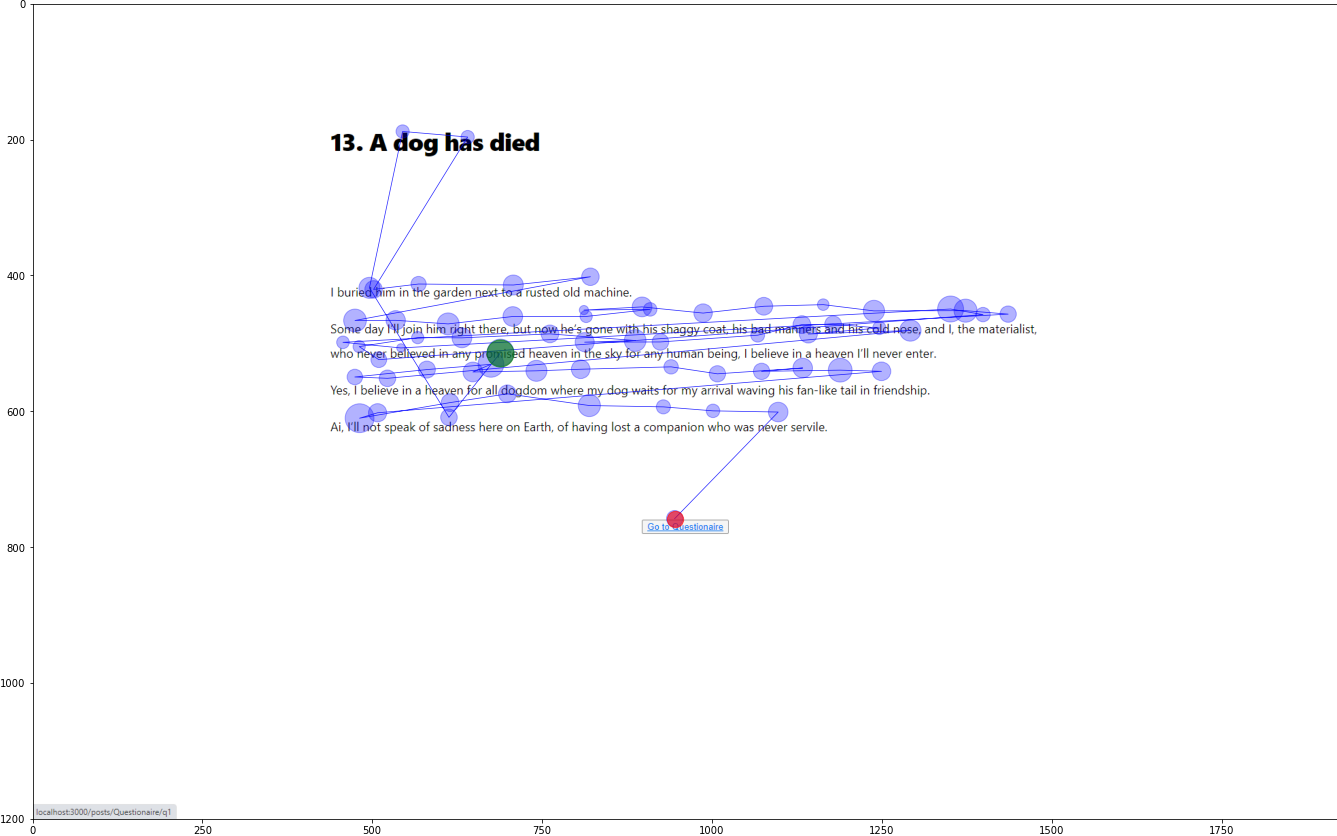 0
200
400
600
800
1000
1200
13. A dog has died
I buried him in the garden next to a rusted old machine.
Some day I'll join him right there, but now he's gone with his shaggy coat, his bad manners and his cold nose, and I, the materialist,
who never believed in any promised heaven in the sky for any human being, I believe in a heaven I'll never enter.
Yes, I believe in a heaven for all dogdom where my dog waits for my arrival waving his fan-like tail in friendship.
Ai, I'll not speak of sadness here on Earth, of having lost a companion who was never servile.
Go to Questionaire
localhost:3000/posts/Questionaire/q1
0 250 500 750 1000 1250 1500 1750